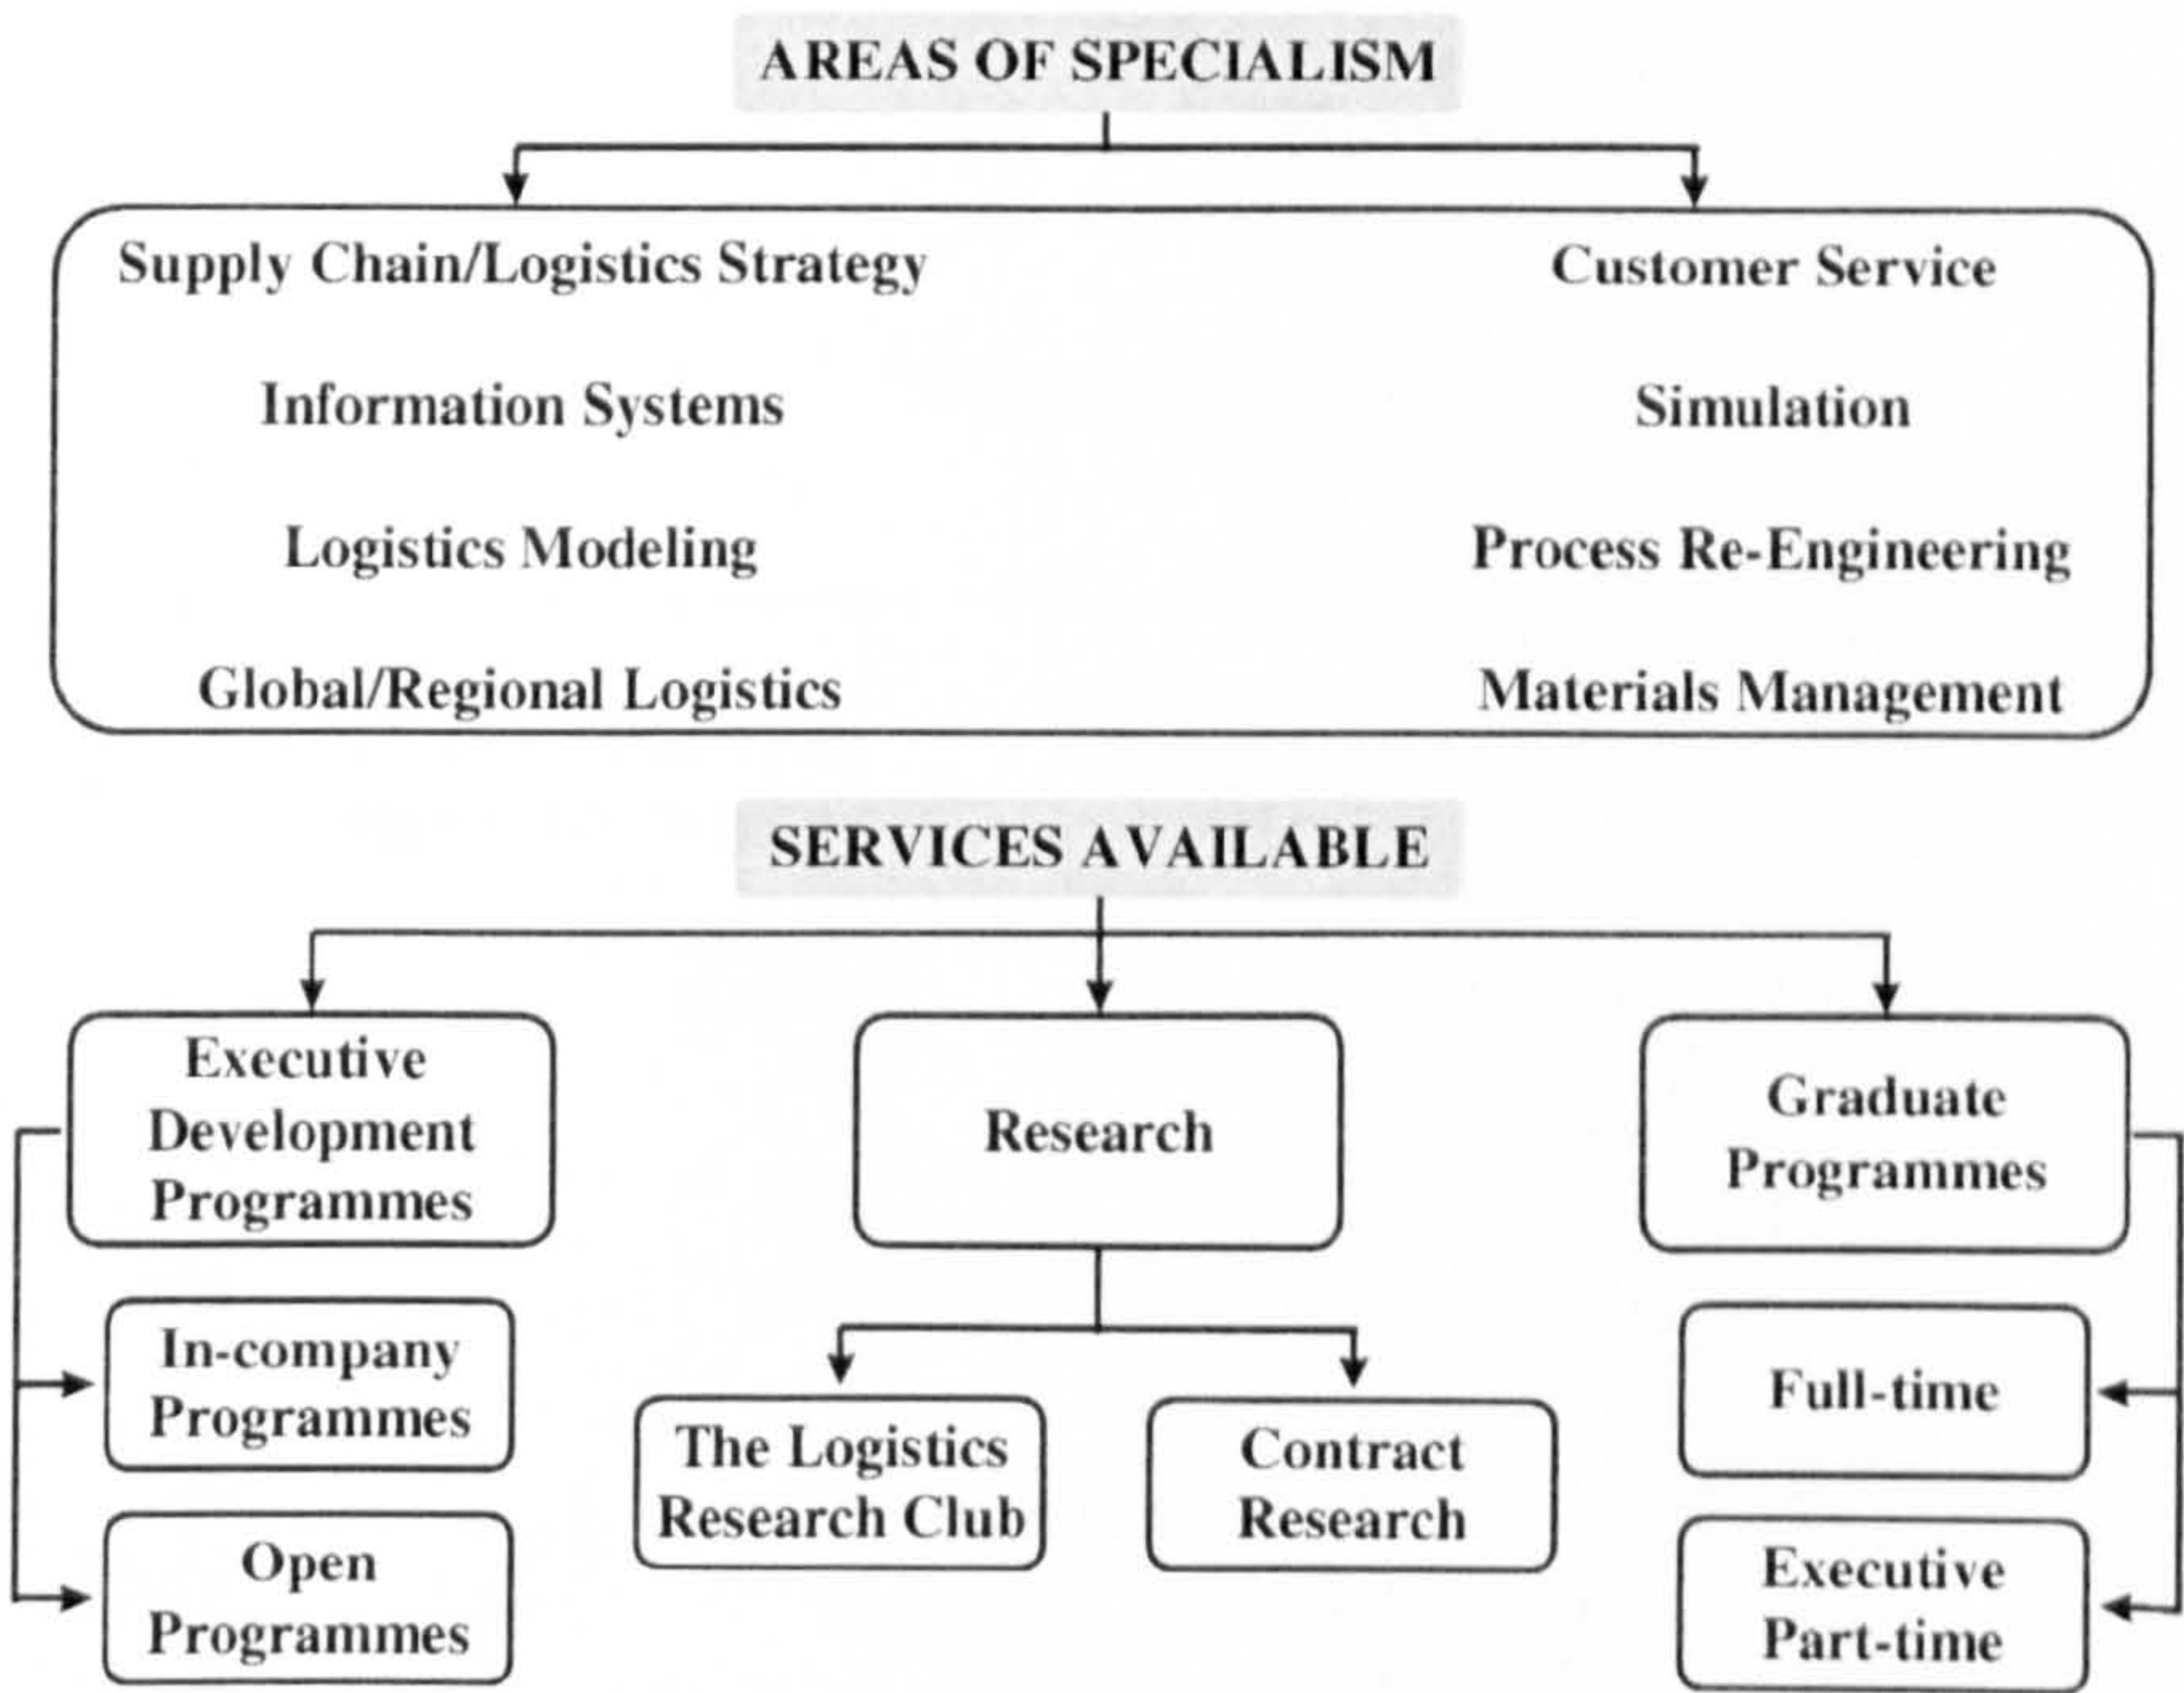 AREAS OF SPECIALISM
Supply Chain/Logistics Strategy
Customer Service
Information Systems
Simulation
Logistics Modeling
Process Re-Engineering
Global/Regional Logistics
Materials Management
SERVICES AVAILABLE
Executive
Development
Programmes
Research
Graduate
Programmes
In-company
Programmes
Open
Programmes
The Logistics
Research Club
Contract
Research
Full-time
Executive
Part-time